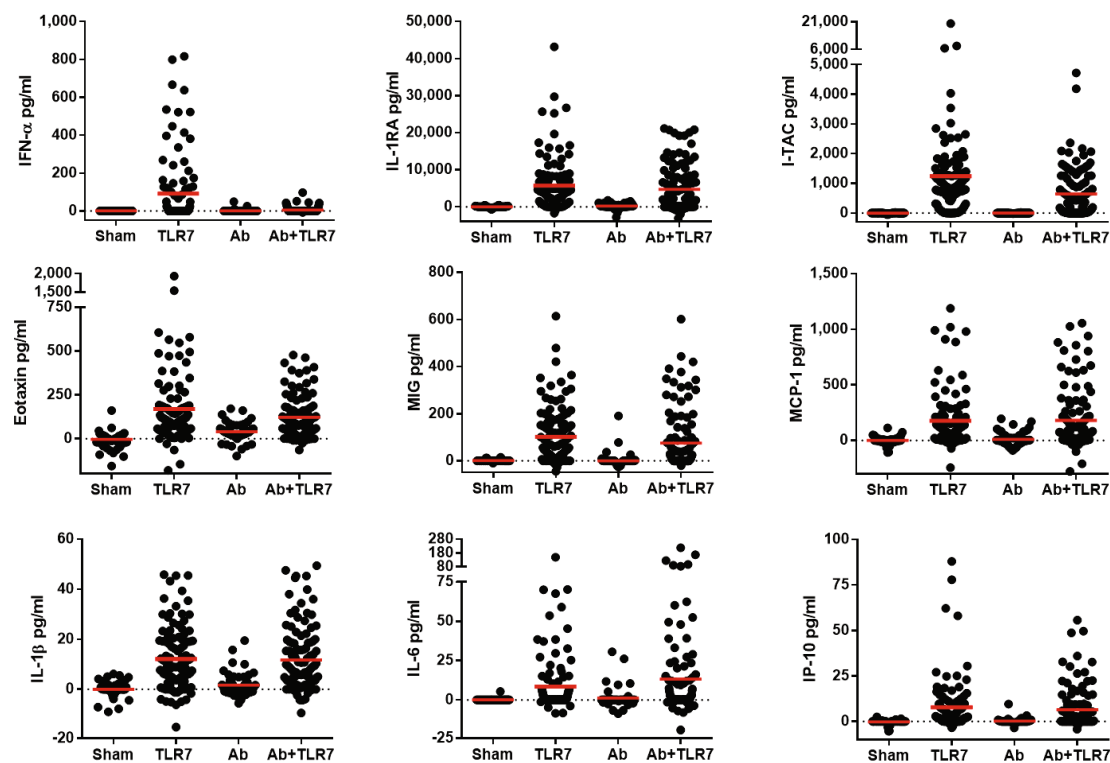 IFN-α pg/ml
1,000
800
600
400
200
0
Sham TLR7 Ab Ab+TLR7
IL-1RA pg/ml
50,000
40,000
30,000
20,000
10,000
0
Sham TLR7 Ab Ab+TLR7
I-TAC pg/ml
21,000
6,000
5,000
4,000
3,000
2,000
1,000
0
Sham TLR7 Ab Ab+TLR7
Eotaxin pg/ml
2,000
1,500
750
500
250
0
Sham TLR7 Ab Ab+TLR7
MIG pg/ml
800
600
400
200
0
Sham TLR7 Ab Ab+TLR7
MCP-1 pg/ml
1,500
1,000
500
0
Sham TLR7 Ab Ab+TLR7
IL-1β pg/ml
60
40
20
0
-20
Sham TLR7 Ab Ab+TLR7
IL-6 pg/ml
280
180
80
75
50
25
0
-25
Sham TLR7 Ab Ab+TLR7
IP-10 pg/ml
100
75
50
25
0
Sham TLR7 Ab Ab+TLR7